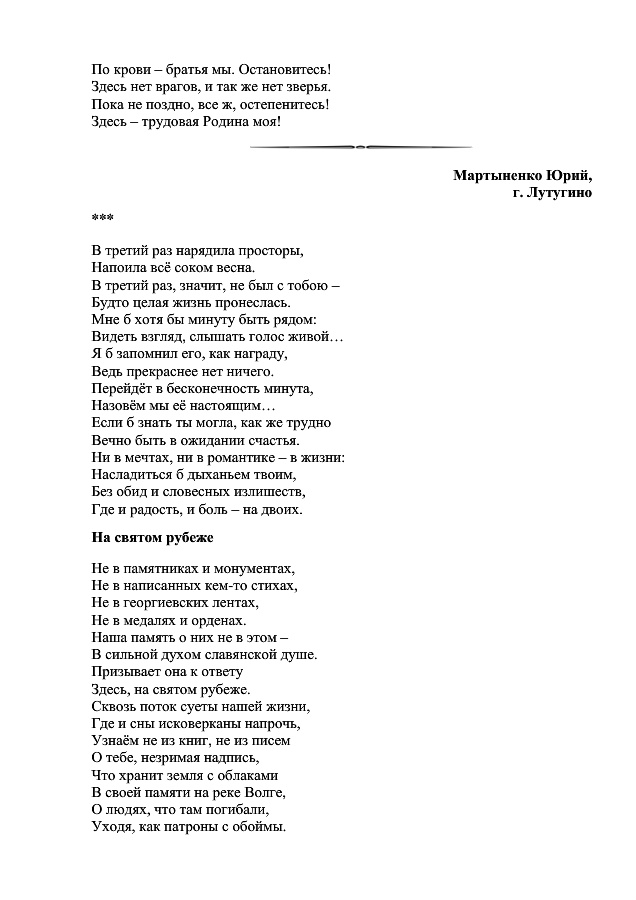 По крови – братья мы. Остановитесь!
Здесь нет врагов, и так же нет зверья.
Пока не поздно, все ж, остепенитесь!
Здесь – трудовая Родина моя!
Мартыненко Юрий,
г. Лутугино
***
В третий раз нарядила просторы,
Напоила всё соком весна.
В третий раз, значит, не был с тобою –
Будто целая жизнь пронеслась.
Мне б хотя бы минуту быть рядом:
Видеть взгляд, слышать голос живой…
Я б запомнил его, как награду,
Ведь прекраснее нет ничего.
Перейдёт в бесконечность минута,
Назовём мы её настоящим…
Если б знать ты могла, как же трудно
Вечно быть в ожидании счастья.
Ни в мечтах, ни в романтике – в жизни:
Насладиться б дыханьем твоим,
Без обид и словесных излишеств,
Где и радость, и боль – на двоих.
На святом рубеже
Не в памятниках и монументах,
Не в написанных кем-то стихах,
Не в георгиевских лентах,
Не в медалях и орденах.
Наша память о них не в этом –
В сильной духом славянской душе.
Призывает она к ответу
Здесь, на святом рубеже.
Сквозь поток суеты нашей жизни,
Где и сны исковерканы напрочь,
Узнаём не из книг, не из писем
О тебе, незримая надпись,
Что хранит земля с облаками
В своей памяти на реке Волге,
О людях, что там погибали,
Уходя, как патроны с обоймы.